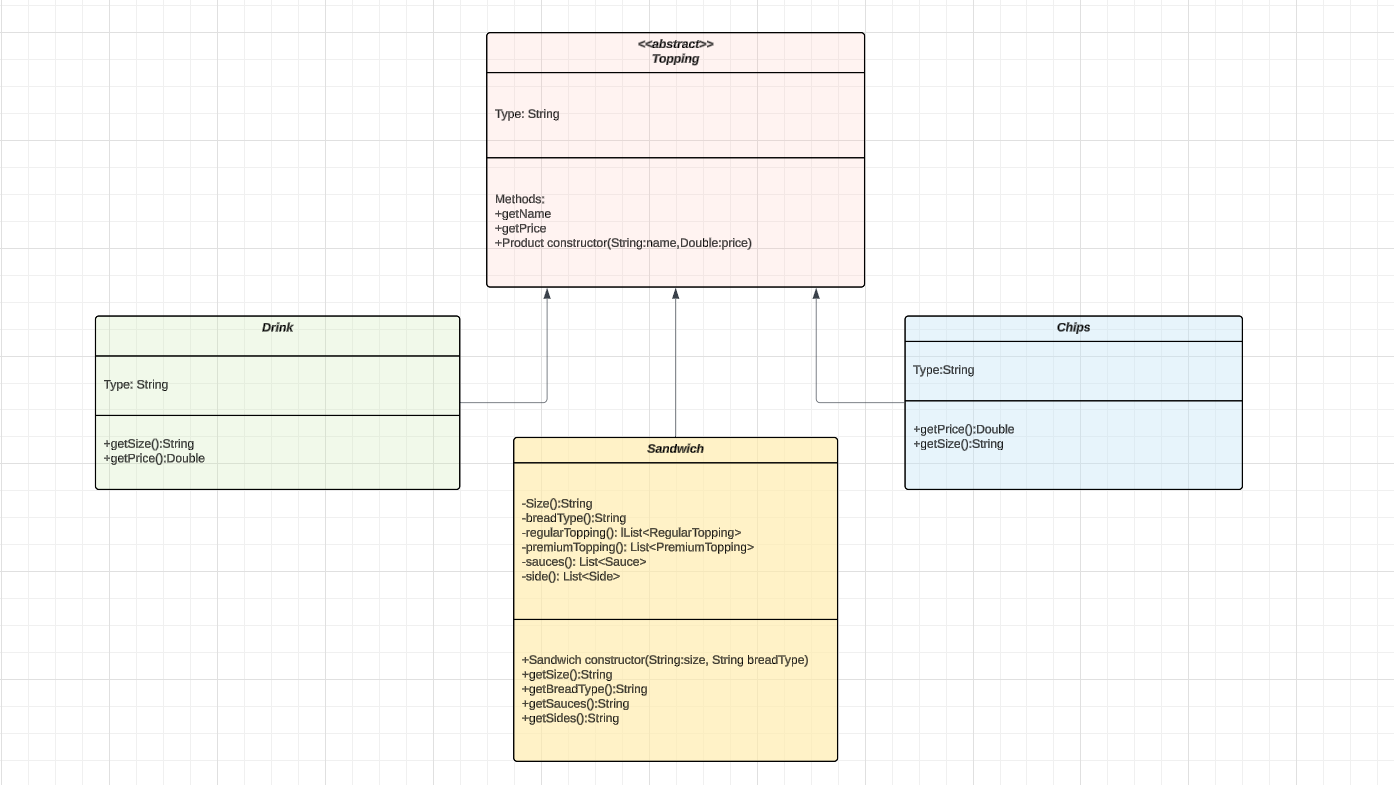 <<abstract>>
Topping
Type: String
Methods:
+getName
+getPrice
+Product constructor(String:name,Double:price)
Drink
Type: String
+getSize():String
+getPrice():Double
Chips
Type:String
+getPrice():Double
+getSize():String
Sandwich
-Size():String
-breadType():String
-regularTopping(): lList<RegularTopping>
-premiumTopping(): List<PremiumTopping>
-sauces(): List<Sauce>
-side(): List<Side>
+Sandwich constructor(String:size, String breadType)
+getSize():String
+getBreadType():String
+getSauces():String
+getSides():String